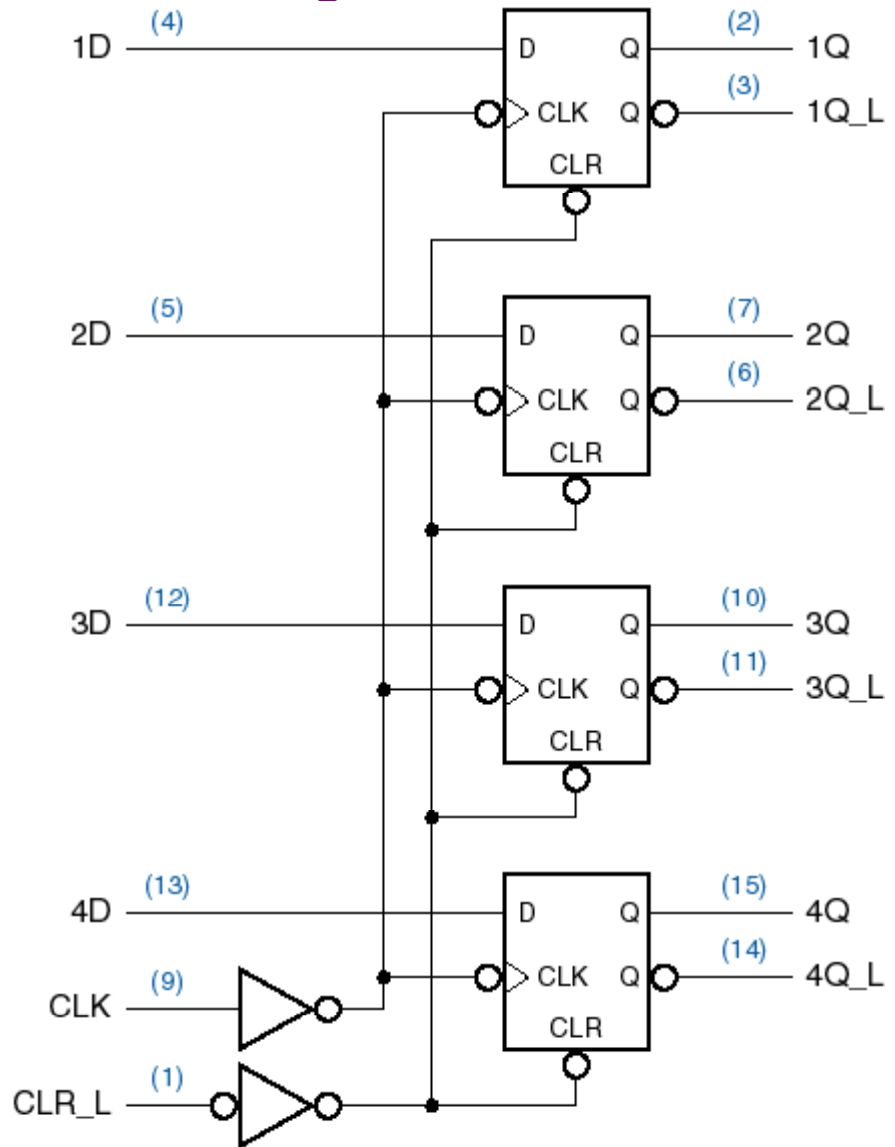 1D (4) D Q (2) 1Q
CLK Q (3) 1Q_L
CLR
2D (5) D Q (7) 2Q
CLK Q (6) 2Q_L
CLR
3D (12) D Q (10) 3Q
CLK Q (11) 3Q_L
CLR
4D (13) D Q (15) 4Q
CLK (9) CLK Q (14) 4Q_L
CLR
CLR_L (1)